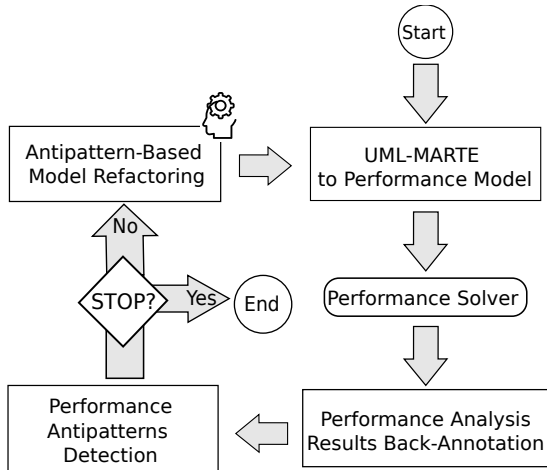 Start
Antipattern-Based
Model Refactoring
UML-MARTE
to Performance Model
No
STOP?
Yes
End
Performance Solver
Performance
Antipatterns
Detection
Performance Analysis
Results Back-Annotation